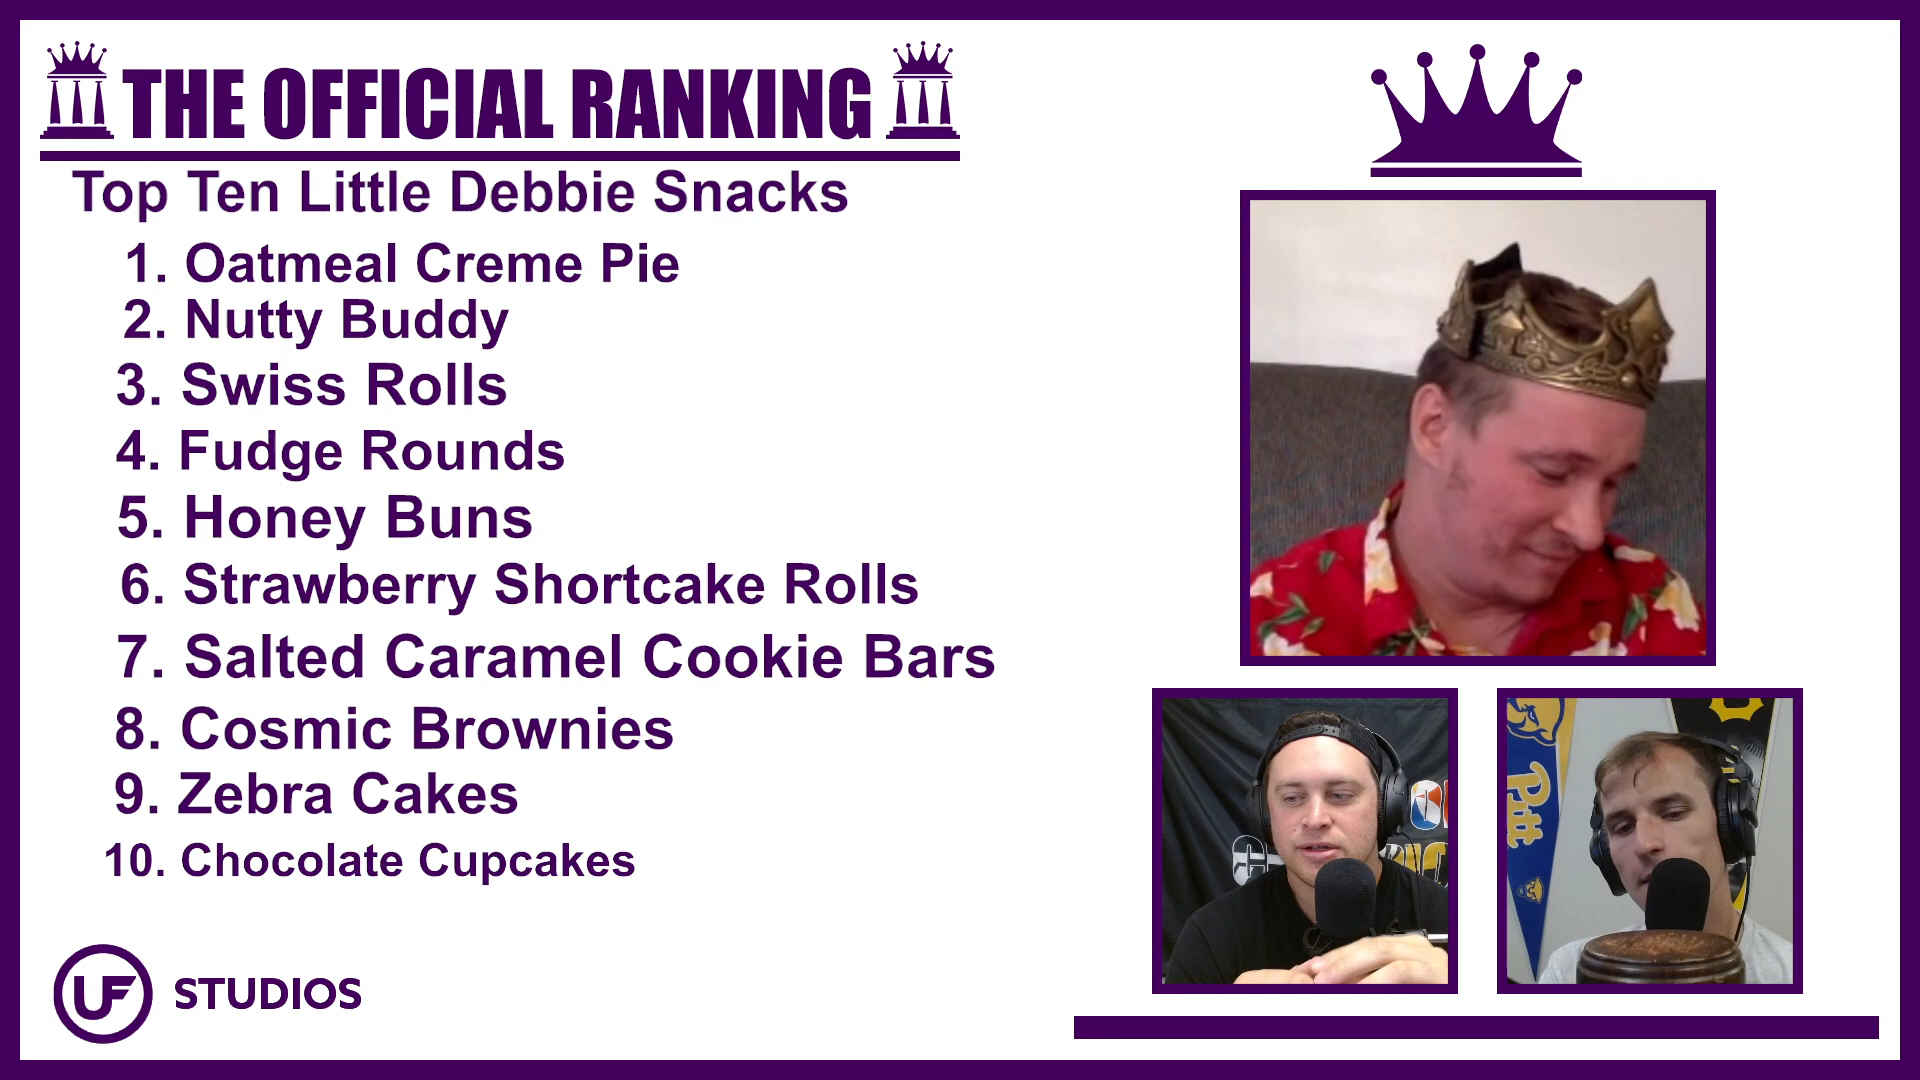 THE OFFICIAL RANKING
Top Ten Little Debbie Snacks
1. Oatmeal Creme Pie
2. Nutty Buddy
3. Swiss Rolls
4. Fudge Rounds
5. Honey Buns
6. Strawberry Shortcake Rolls
7. Salted Caramel Cookie Bars
8. Cosmic Brownies
9. Zebra Cakes
10. Chocolate Cupcakes
UF STUDIOS
Pitt